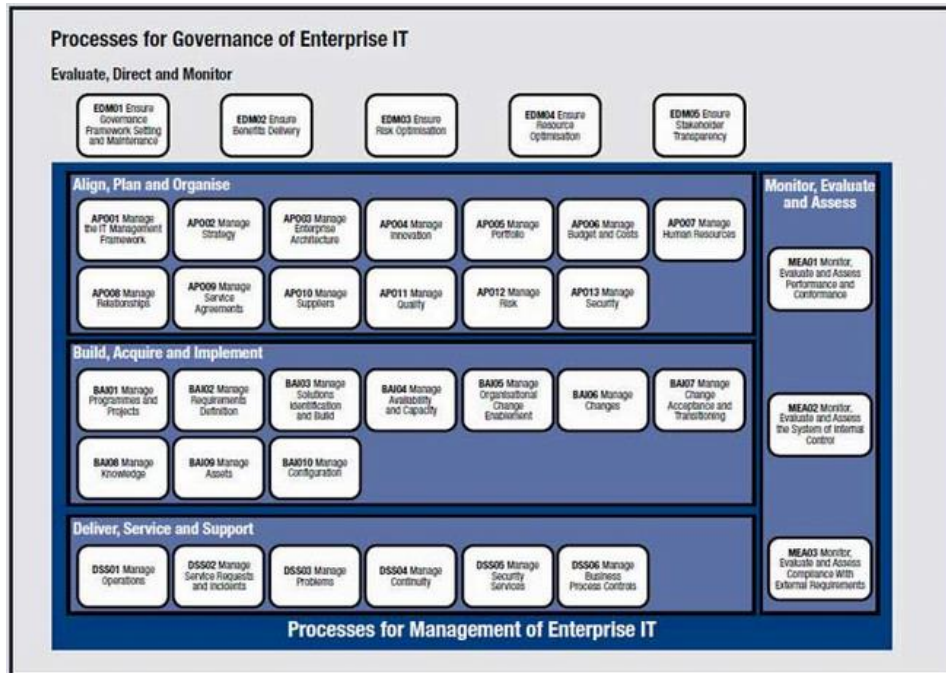 Processes for Governance of Enterprise IT
Evaluate, Direct and Monitor
EDM01 Ensure
Governance
Framework Setting
and Maintenance
EDM02 Ensure
Benefits Delivery
EDM03 Ensure
Risk Optimisation
EDM04 Ensure
Resource
Optimisation
EDM05 Ensure
Stakeholder
Transparency
Align, Plan and Organise
AP001 Manage
the IT Management
Framework
AP002 Manage
Strategy
AP003 Manage
Enterprise
Architecture
AP004 Manage
Innovation
AP005 Manage
Portfolio
AP006 Manage
Budget and Costs
AP007 Manage
Human Resources
AP008 Manage
Relationships
AP009 Manage
Service
Agreements
AP010 Manage
Suppliers
AP011 Manage
Quality
AP012 Manage
Risk
AP013 Manage
Security
Build, Acquire and Implement
BAI01 Manage
Programmes and
Projects
BAI02 Manage
Requirements
Definition
BAI03 Manage
Solutions
Identification
and Build
BAI04 Manage
Availability
and Capacity
BAI05 Manage
Organisational
Change
Enablement
BAI06 Manage
Changes
BAI07 Manage
Change
Acceptance and
Transitioning
BAI08 Manage
Knowledge
BAI09 Manage
Assets
BAI010 Manage
Configuration
Deliver, Service and Support
DSS01 Manage
Operations
DSS02 Manage
Service Requests
and Incidents
DSS03 Manage
Problems
DSS04 Manage
Continuity
DSS05 Manage
Security
Services
DSS06 Manage
Business
Process Controls
Monitor, Evaluate
and Assess
MEA01 Monitor,
Evaluate and Assess
Performance and
Conformance
MEA02 Monitor,
Evaluate and Assess
the System of Internal
Control
MEA03 Monitor,
Evaluate and Assess
Compliance With
External Requirements
Processes for Management of Enterprise IT